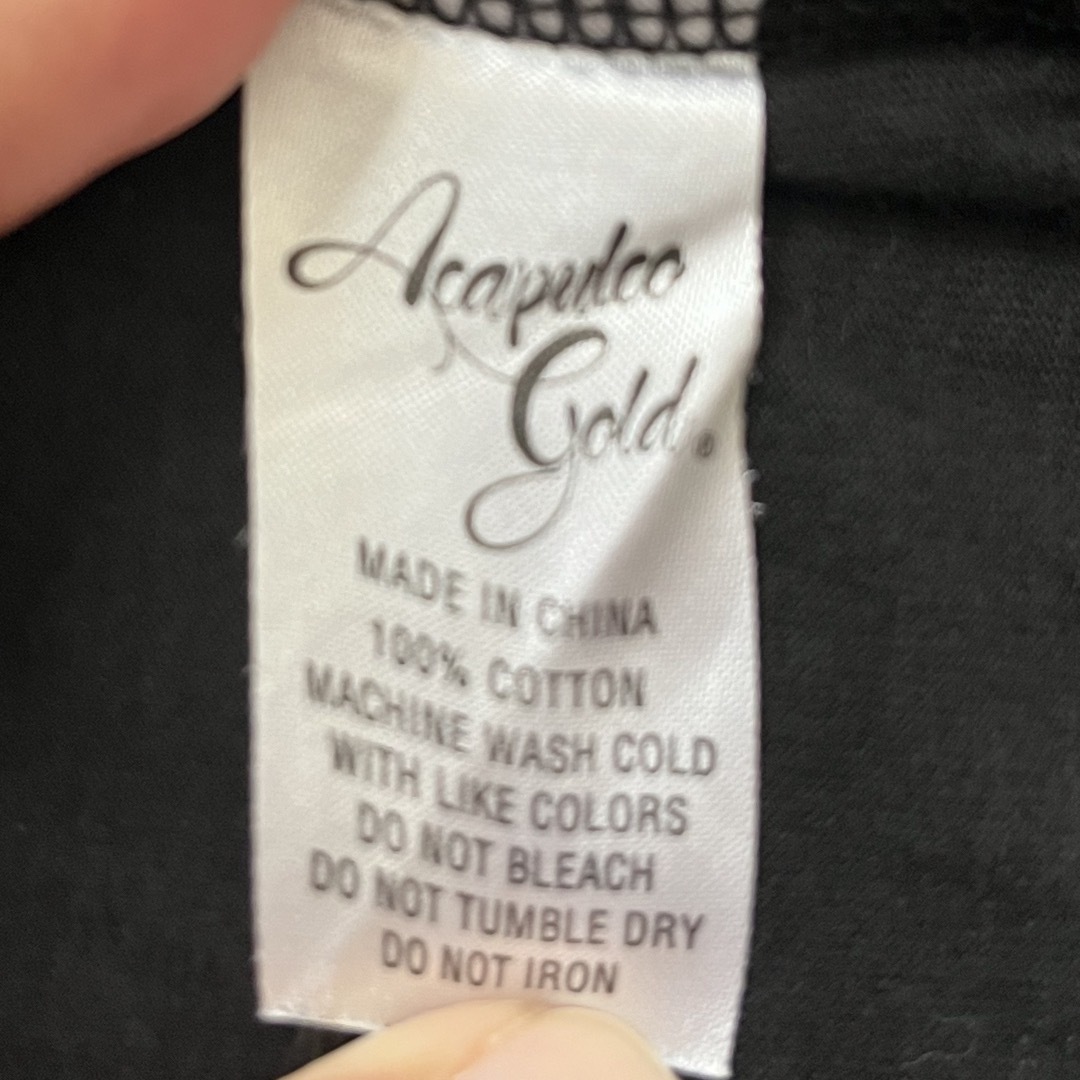 Acapulco
Gold®
MADE IN CHINA
100% COTTON
MACHINE WASH COLD
WITH LIKE COLORS
DO NOT BLEACH
DO NOT TUMBLE DRY
DO NOT IRON